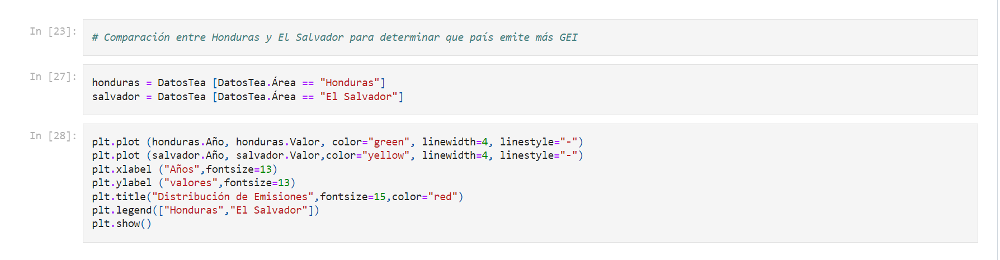 In [23]:
# Comparación entre Honduras y El Salvador para determinar que país emite más GEI
In [27]:
honduras = DatosTea [DatosTea.Área == "Honduras"]
salvador = DatosTea [DatosTea.Área == "El Salvador"]
In [28]:
plt.plot (honduras.Año, honduras.Valor, color="green", linewidth=4, linestyle="-")
plt.plot (salvador.Año, salvador.Valor,color="yellow", linewidth=4, linestyle="-")
plt.xlabel ("Años",fontsize=13)
plt.ylabel ("valores",fontsize=13)
plt.title("Distribución de Emisiones",fontsize=15,color="red")
plt.legend(["Honduras","El Salvador"])
plt.show()